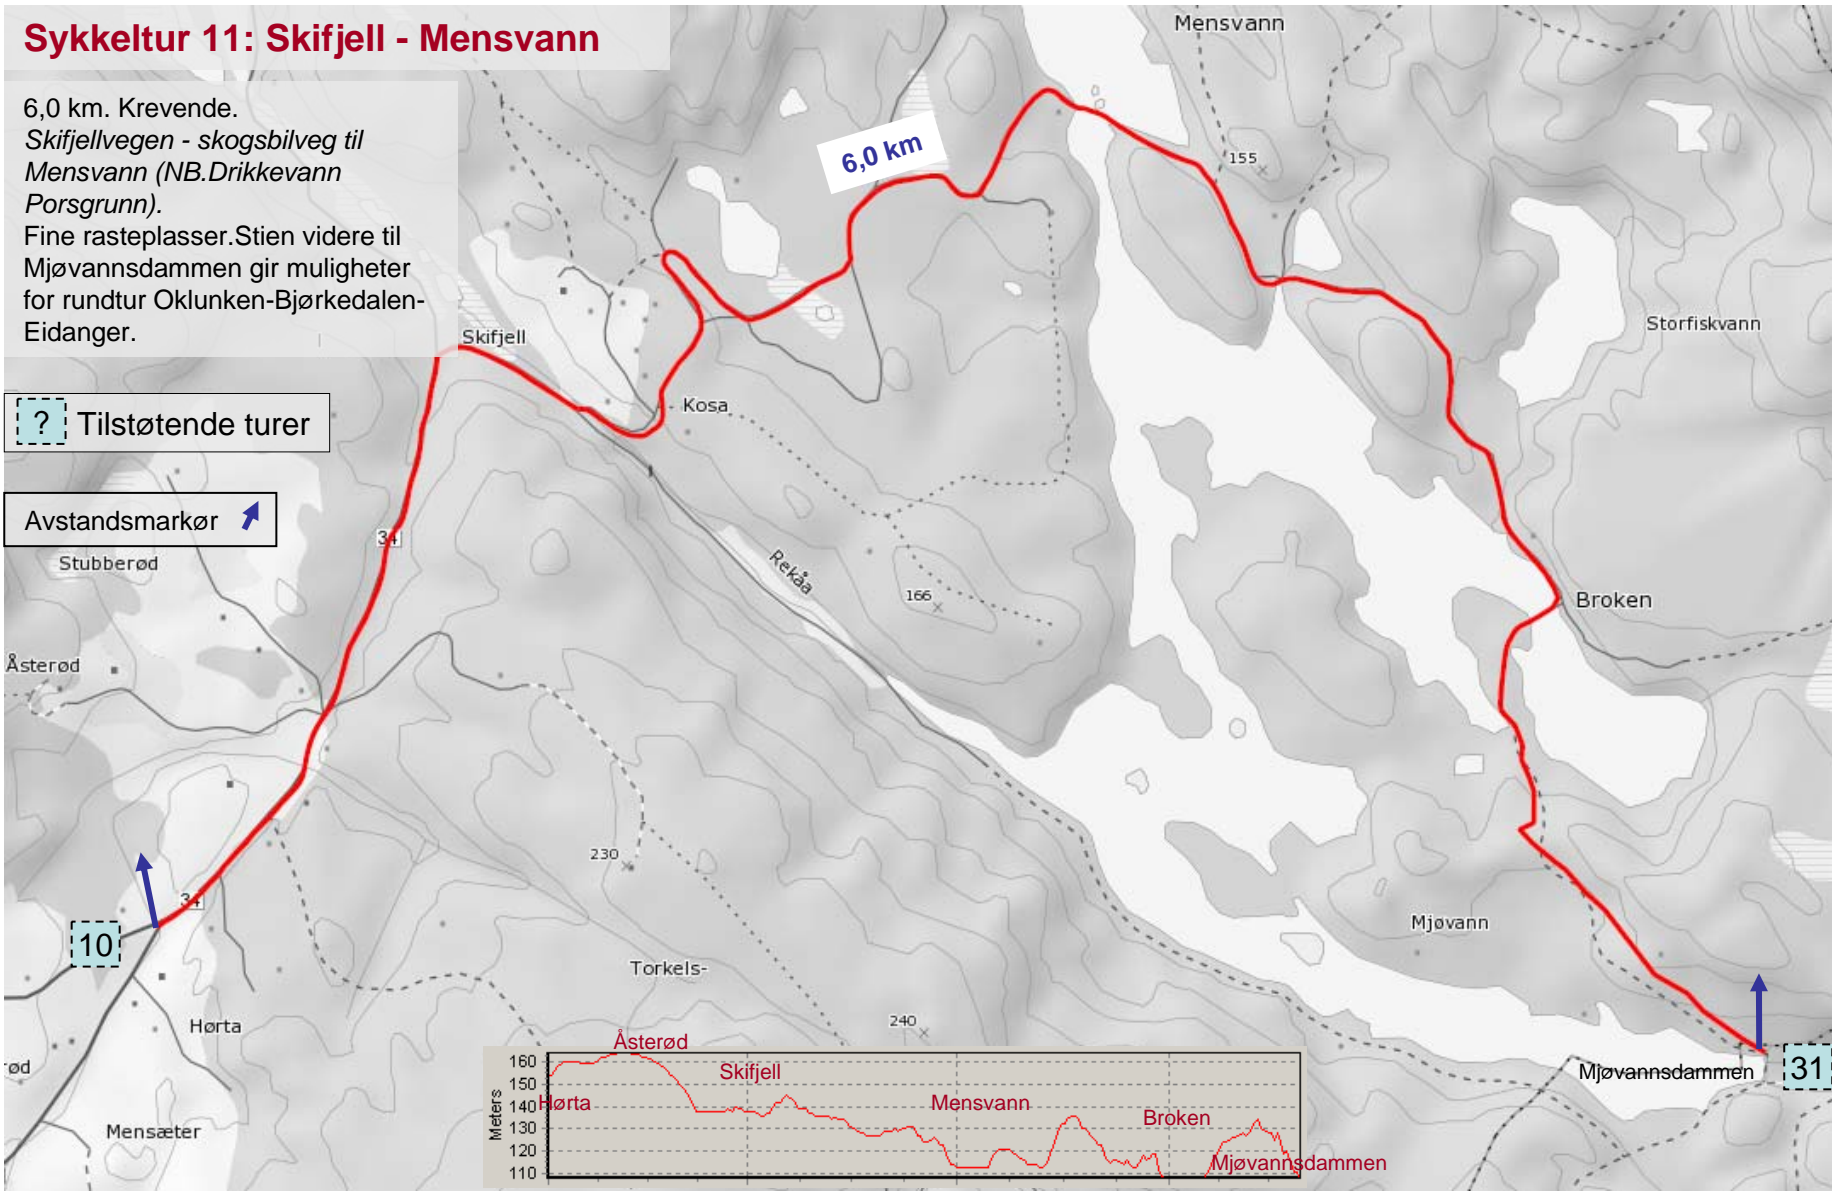 Sykkeltur 11: Skifjell - Mensvann
6,0 km. Krevende.
Skifjellvegen - skogsbilveg til
Mensvann (NB.Drikkevann
Porsgrunn).
Fine rasteplasser.Stien videre til
Mjøvannsdammen gir muligheter
for rundtur Oklunken-Bjørkedalen-
Eidanger.
? Tilstøtende turer
Avstandsmarkør
Mensvann
6,0 km
155
Skifjell
Storfiskvann
Kosa
34
Stubberød
Rekåa
166
Broken
Åsterød
230
34
10
Mjøvann
Torkels-
Hørta
240
ød
Mjøvannsdammen
31
Mensæter
Meters
160
150
140
130
120
110
Åsterød
Skifjell
Hørta
Mensvann
Broken
Mjøvannsdammen